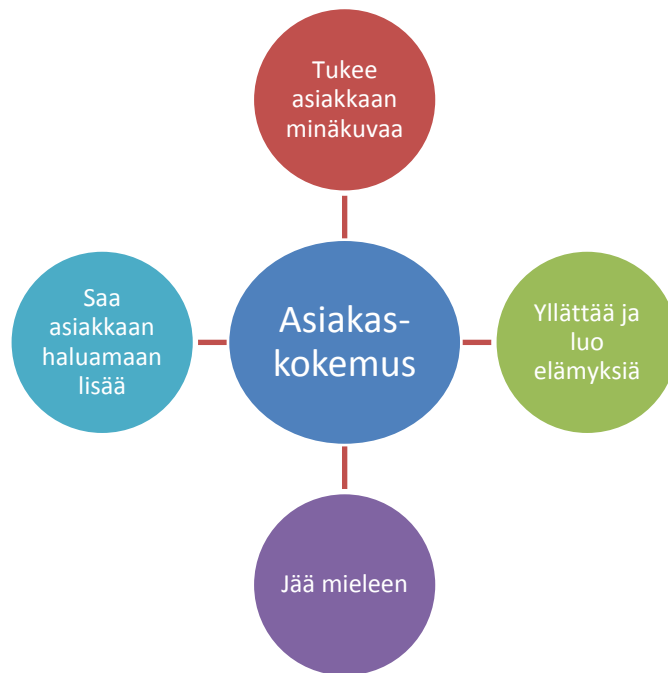 Tukee
asiakkaan
minäkuvaa
Saa
asiakkaan
haluamaan
lisää
Asiakas-
kokemus
Yllättää ja
luo
elämyksiä
Jää mieleen